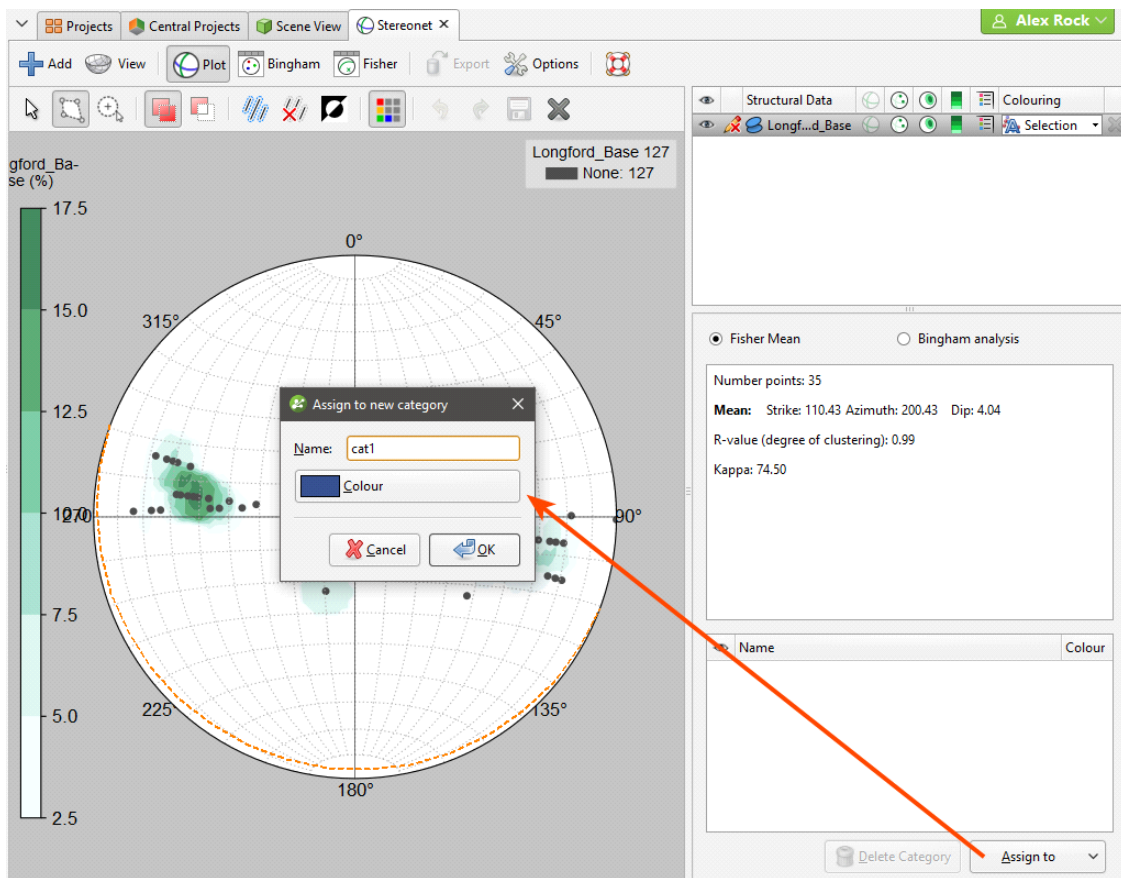 Projects Central Projects Scene View Stereonet Alex Rock
Add View Plot Bingham Fisher Export Options
Structural Data Colouring
Longf...d_Base Selection
Longford_Base 127
None: 127
gford_Ba-
se (%)
17.5
15.0
12.5
10.0
7.5
5.0
2.5
0°
45°
90°
135°
180°
225
270
315°
Assign to new category
Name: cat1
Colour
Cancel OK
Fisher Mean Bingham analysis
Number points: 35
Mean: Strike: 110.43 Azimuth: 200.43 Dip: 4.04
R-value (degree of clustering): 0.99
Kappa: 74.50
Name Colour
Delete Category Assign to